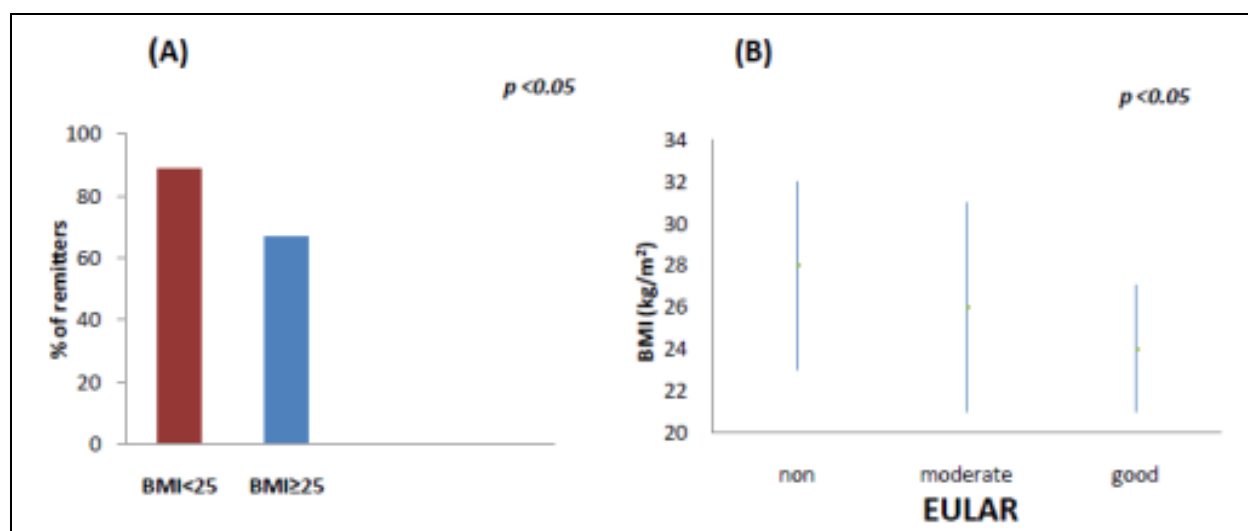 (A)
p <0.05
100
80
60
40
20
0
% of remitters
BMI<25 BMI≥25
(B)
p <0.05
34
32
30
28
26
24
22
20
BMI (kg/m²)
non moderate good
EULAR